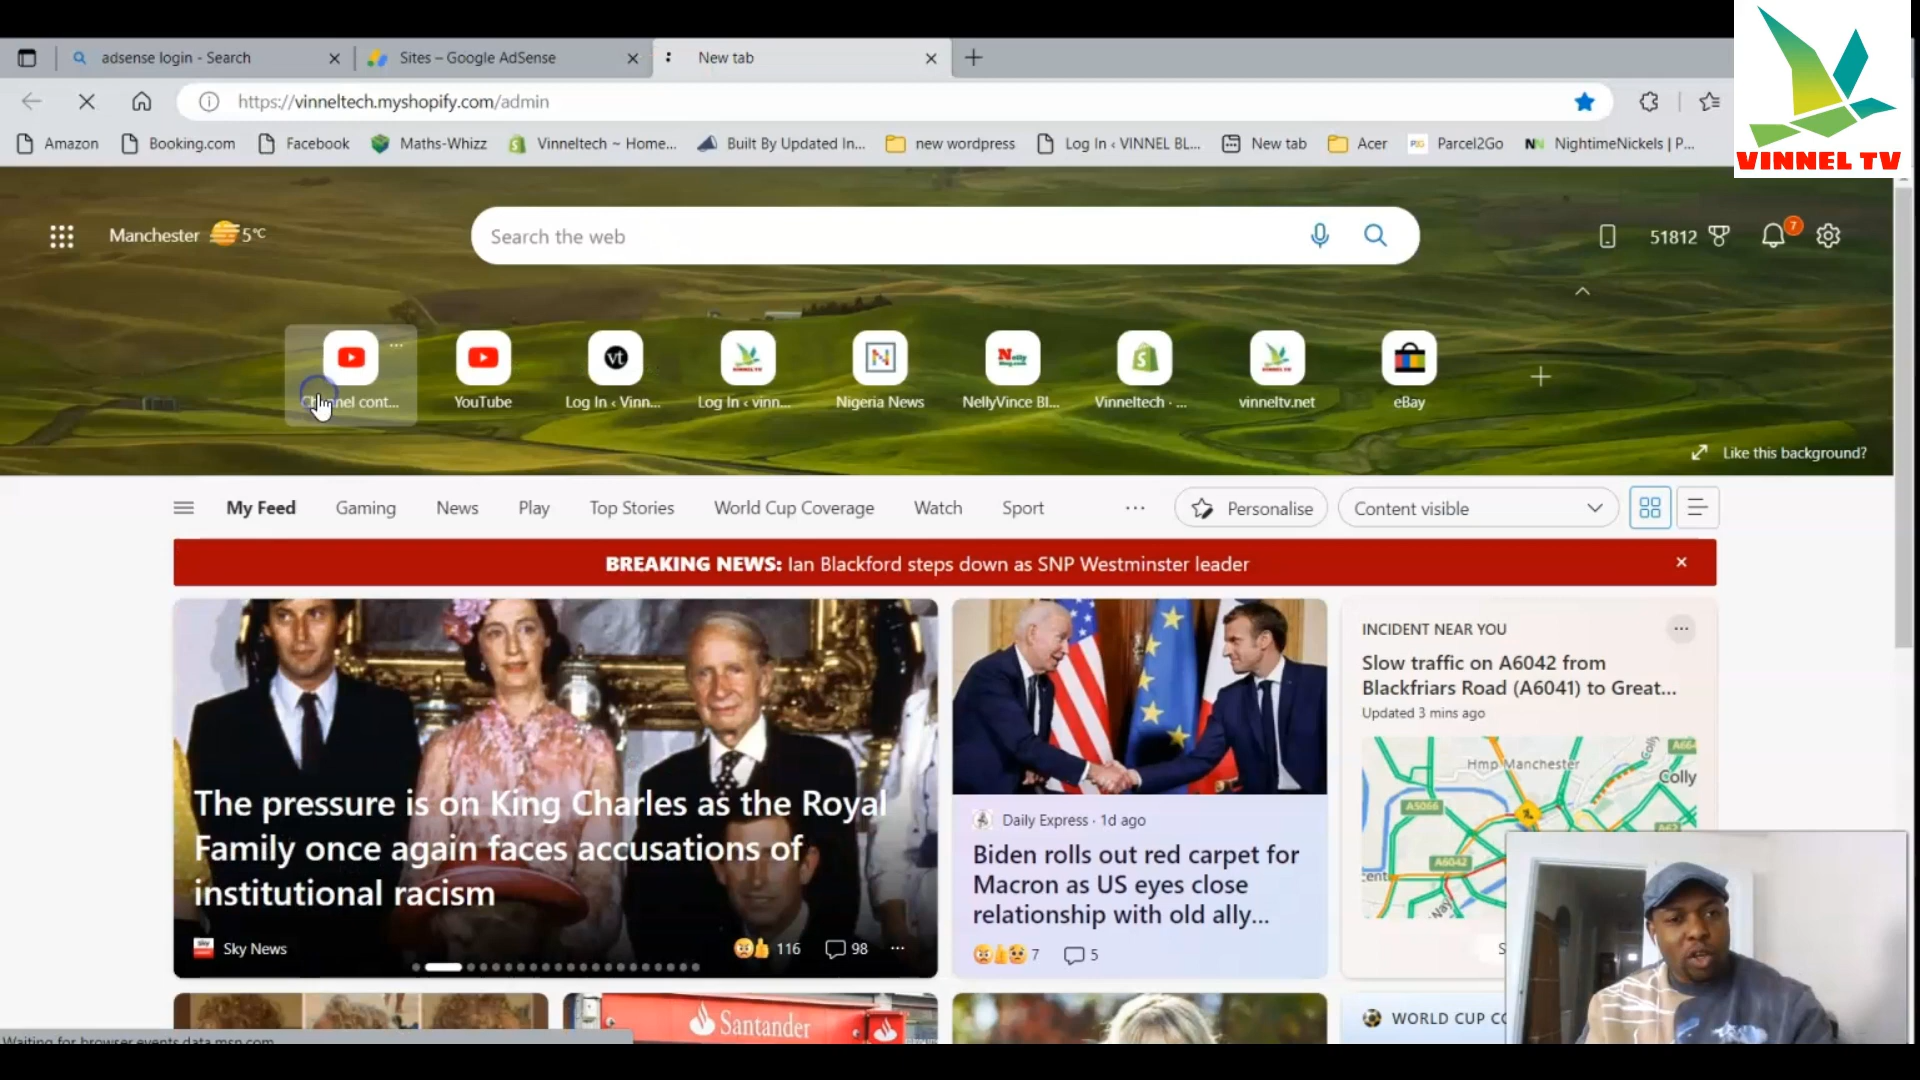 adsense login - Search
Sites – Google AdSense
New tab
https://vinneltech.myshopify.com/admin
Amazon
Booking.com
Facebook
Maths-Whizz
Vinneltech ~ Home...
Built By Updated In...
new wordpress
Log In ‹ VINNEL BL...
New tab
Acer
Parcel2Go
NightimeNickels | P...
VINNEL TV
Manchester
5°C
Search the web
51812
7
Channel cont...
YouTube
vt
Log In ‹ Vinn...
Log In ‹ vinn...
Nigeria News
NellyVince Bl...
Vinneltech · ...
vinneltv.net
eBay
Like this background?
My Feed
Gaming
News
Play
Top Stories
World Cup Coverage
Watch
Sport
Personalise
Content visible
BREAKING NEWS: Ian Blackford steps down as SNP Westminster leader
The pressure is on King Charles as the Royal
Family once again faces accusations of
institutional racism
Sky News
116
98
Daily Express · 1d ago
Biden rolls out red carpet for
Macron as US eyes close
relationship with old ally...
7
5
INCIDENT NEAR YOU
Slow traffic on A6042 from
Blackfriars Road (A6041) to Great...
Updated 3 mins ago
Hmp Manchester
Colly
A5066
A6042
Santander
WORLD CUP
Waiting for browser.events.data.msn.com...